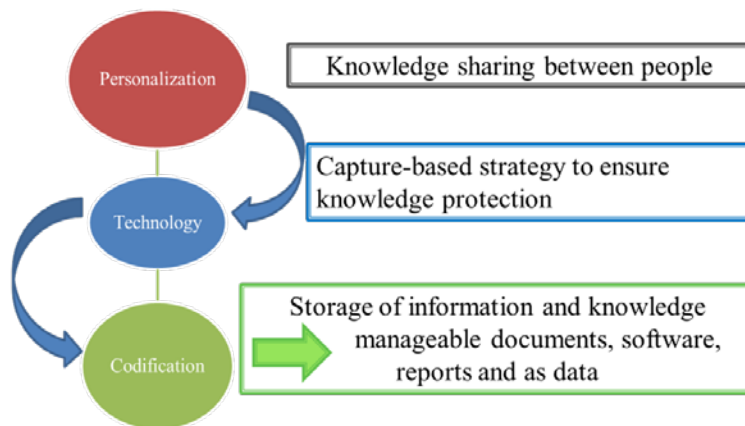 Personalization
Knowledge sharing between people
Capture-based strategy to ensure
knowledge protection
Technology
Storage of information and knowledge
manageable documents, software,
reports and as data
Codification